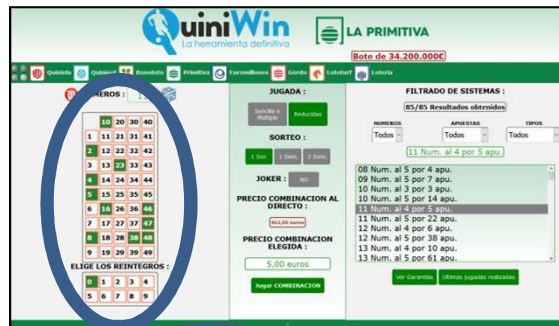 QuiniWin
La herramienta definitiva
LA PRIMITIVA
Bote de 34.200.000€
Quiniela
Bonoloto
Primitiva
Euromillones
Gordo
Lototurf
Loteria
JUGADA :
Sencilla o Múltiple
Reducidas
SORTEO :
1 Sor.
1 Sem.
2 Sem.
JOKER :
NO
PRECIO COMBINACION AL DIRECTO :
462,00 euros
PRECIO COMBINACION ELEGIDA :
5,00 euros
Jugar COMBINACION
10 20 30 40
1 11 21 31 41
2 12 22 32 42
3 13 23 33 43
4 14 24 34 44
5 15 25 35 45
6 16 26 36 46
7 17 27 37 47
8 18 28 38 48
9 19 29 39 49
ELIGE LOS REINTEGROS :
0 1 2 3 4
5 6 7 8 9
FILTRADO DE SISTEMAS :
85/85 Resultados obtenidos
NUMEROS
APUESTAS
TIPOS
Todos
Todos
Todos
11 Num. al 4 por 5 apu.
08 Num. al 5 por 4 apu.
09 Num. al 5 por 7 apu.
10 Num. al 3 por 3 apu.
10 Num. al 5 por 14 apu.
11 Num. al 4 por 5 apu.
11 Num. al 5 por 22 apu.
12 Num. al 4 por 6 apu.
12 Num. al 5 por 38 apu.
13 Num. al 4 por 10 apu.
13 Num. al 5 por 61 apu.
Ver Garantías
Ultimas jugadas realizadas